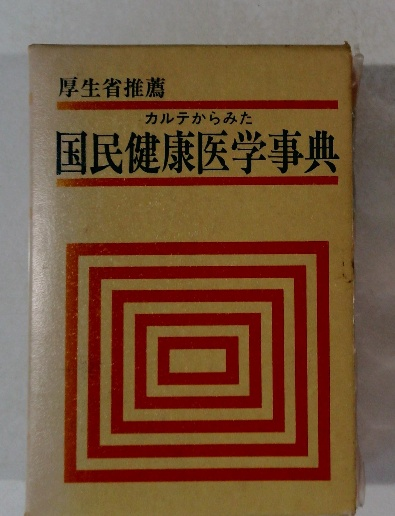 厚生省推薦
カルテからみた
国民健康医学事典